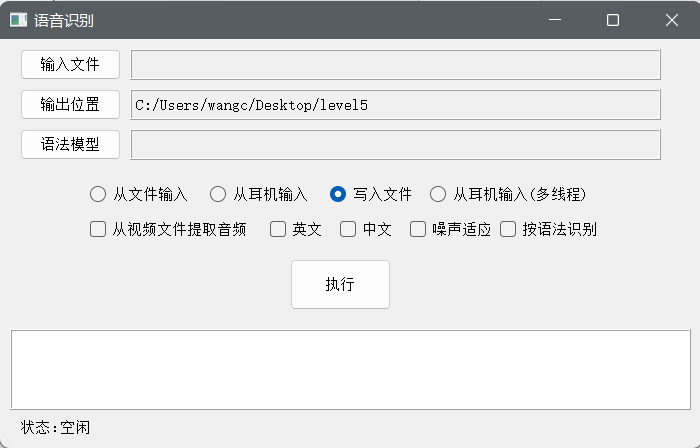 语音识别
输入文件
输出位置 C:/Users/wangc/Desktop/level5
语法模型
从文件输入 从耳机输入 写入文件 从耳机输入(多线程)
从视频文件提取音频 英文 中文 噪声适应 按语法识别
执行
状态:空闲